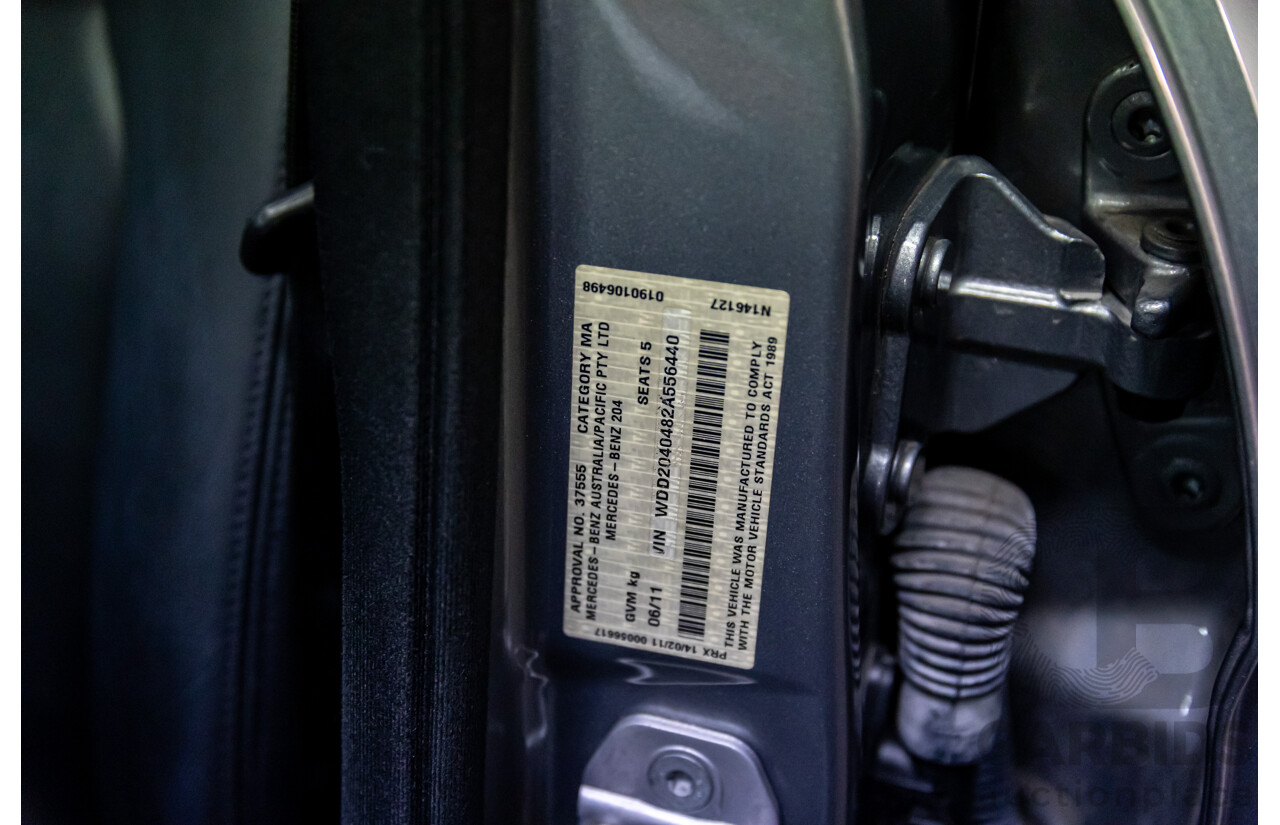 APPROVAL NO. 37555 CATEGORY MA
MERCEDES-BENZ AUSTRALIA/PACIFIC PTY LTD
MERCEDES-BENZ 204
GVM kg SEATS 5
06/11 VIN WDD2040482A556440
THIS VEHICLE WAS MANUFACTURED TO COMPLY
WITH THE MOTOR VEHICLE STANDARDS ACT 1989
0190106498 N146127
PRX 14/02/11 00056617